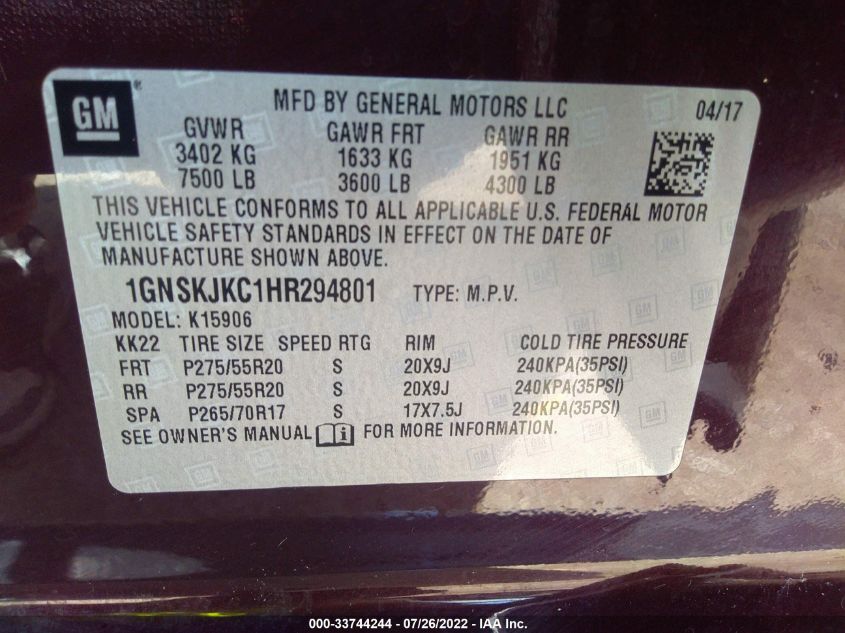 GM
®
MFD BY GENERAL MOTORS LLC 04/17
GVWR GAWR FRT GAWR RR
3402 KG 1633 KG 1951 KG
7500 LB 3600 LB 4300 LB
THIS VEHICLE CONFORMS TO ALL APPLICABLE U.S. FEDERAL MOTOR
VEHICLE SAFETY STANDARDS IN EFFECT ON THE DATE OF
MANUFACTURE SHOWN ABOVE.
1GNSKJKC1HR294801 TYPE: M.P.V.
MODEL: K15906
KK22 TIRE SIZE SPEED RTG RIM COLD TIRE PRESSURE
FRT P275/55R20 S 20X9J 240KPA(35PSI)
RR P275/55R20 S 20X9J 240KPA(35PSI)
SPA P265/70R17 S 17X7.5J 240KPA(35PSI)
SEE OWNER'S MANUAL i FOR MORE INFORMATION.
000-33744244 - 07/26/2022 - IAA Inc.